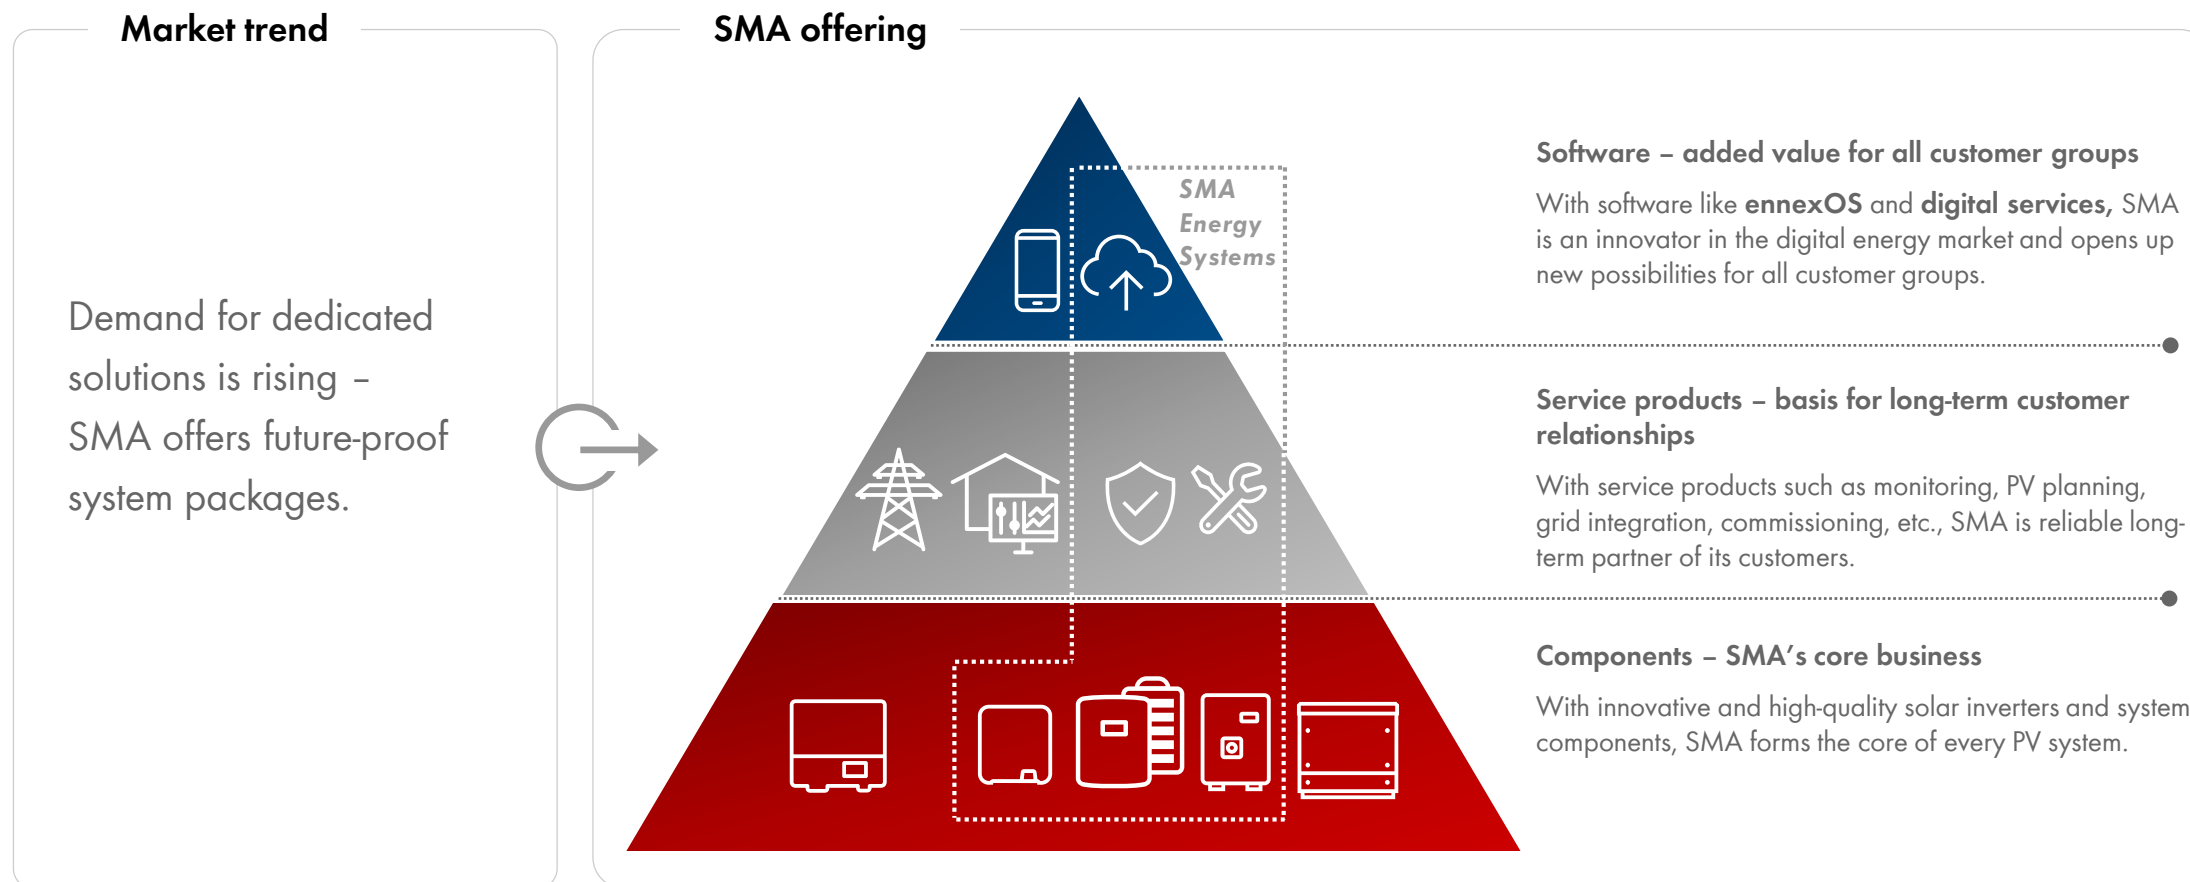 Market trend
Demand for dedicated
solutions is rising –
SMA offers future-proof
system packages.
SMA offering
SMA
Energy
Systems
Software – added value for all customer groups
With software like ennexOS and digital services, SMA
is an innovator in the digital energy market and opens up
new possibilities for all customer groups.
Service products – basis for long-term customer
relationships
With service products such as monitoring, PV planning,
grid integration, commissioning, etc., SMA is reliable long-
term partner of its customers.
Components – SMA’s core business
With innovative and high-quality solar inverters and system
components, SMA forms the core of every PV system.